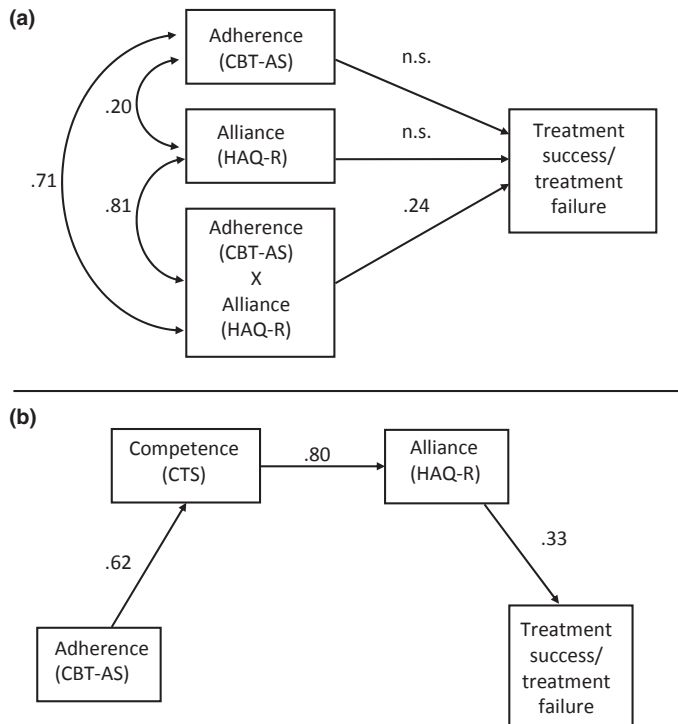 (a)
Adherence
(CBT-AS)
n.s.
.20
Alliance
(HAQ-R)
n.s.
Treatment
success/
treatment
failure
.71
.81
Adherence
(CBT-AS)
X
Alliance
(HAQ-R)
.24
(b)
Competence
(CTS)
.80
Alliance
(HAQ-R)
.62
.33
Adherence
(CBT-AS)
Treatment
success/
treatment
failure